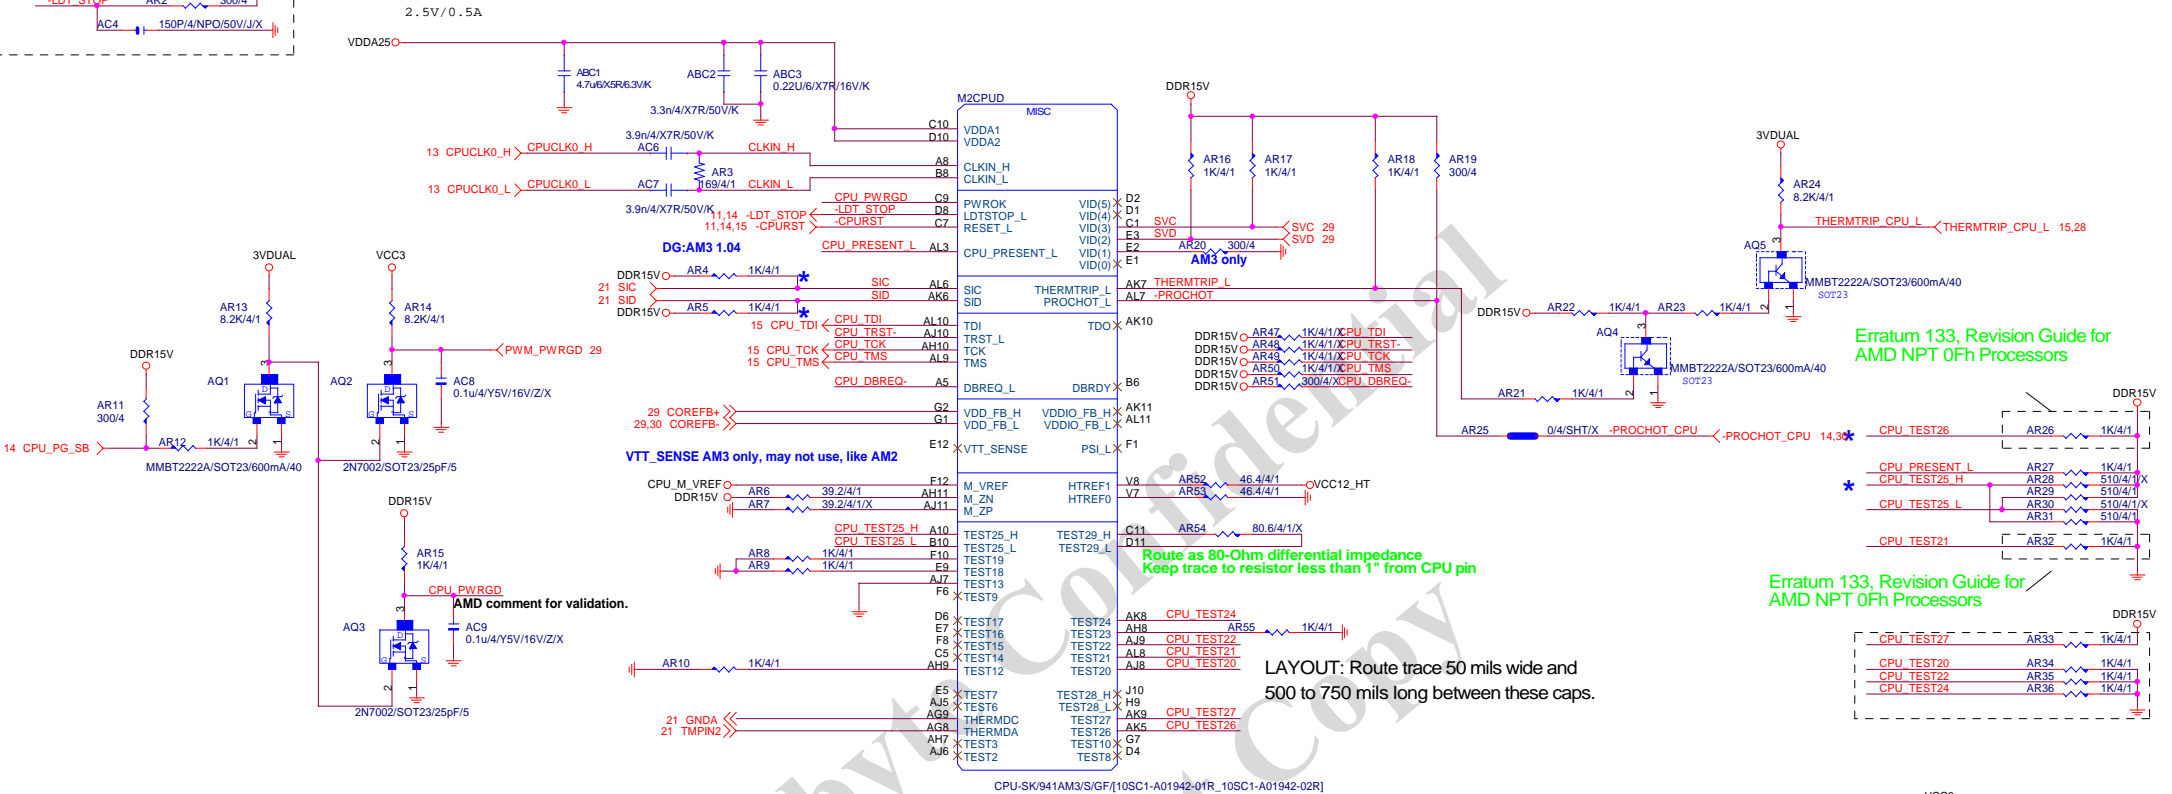 -LDT_STOP AR2 300/4
AC4 150P/4/NPO/50V/J/X
2.5V/0.5A
VDDA25
ABC1
4.7u/6/X5R/6.3V/K
ABC2
3.3n/4/X7R/50V/K
ABC3
0.22U/6/X7R/16V/K
M2CPUD
MISC
3.9n/4/X7R/50V/K
13 CPUCLK0_H CPUCLK0_H AC6 CLKIN_H
AR3
169/4/1
13 CPUCLK0_L CPUCLK0_L AC7 CLKIN_L
3.9n/4/X7R/50V/K
C10 VDDA1
D10 VDDA2
A8 CLKIN_H
B8 CLKIN_L
CPU_PWRGD C9 PWROK
11,14 -LDT_STOP -LDT_STOP D8 LDTSTOP_L
11,14,15 -CPURST -CPURST C7 RESET_L
CPU_PRESENT_L AL3 CPU_PRESENT_L
DG:AM3 1.04
DDR15V AR4 1K/4/1 *
21 SIC SIC AL6 SIC
21 SID SID AK6 SID
DDR15V AR5 1K/4/1 *
15 CPU_TDI CPU_TDI AL10 TDI
CPU_TRST- AJ10 TRST_L
15 CPU_TCK CPU_TCK AH10 TCK
15 CPU_TMS CPU_TMS AL9 TMS
CPU_DBREQ- A5 DBREQ_L
29 COREFB+ G2 VDD_FB_H
29,30 COREFB- G1 VDD_FB_L
E12 VTT_SENSE
VTT_SENSE AM3 only, may not use, like AM2
CPU_M_VREF F12 M_VREF
DDR15V AR6 39.2/4/1 AH11 M_ZN
AR7 39.2/4/1/X AJ11 M_ZP
CPU_TEST25_H A10 TEST25_H
CPU_TEST25_L B10 TEST25_L
AR8 1K/4/1 F10 TEST19
AR9 1K/4/1 E9 TEST18
AJ7 TEST13
F6 TEST9
D6 TEST17
E7 TEST16
F8 TEST15
C5 TEST14
AR10 1K/4/1 AH9 TEST12
E5 TEST7
AJ5 TEST6
21 GNDA AG9 THERMDC
21 TMPIN2 AG8 THERMDA
AH7 TEST3
AJ6 TEST2
VID(5) D2
VID(4) D1
VID(3) C1 SVC SVC 29
VID(2) E3 SVD SVD 29
VID(1) E2 AR20 300/4
VID(0) E1 AM3 only
THERMTRIP_L AK7 THERMTRIP_L
PROCHOT_L AL7 -PROCHOT
TDO AK10
DBRDY B6
VDDIO_FB_H AK11
VDDIO_FB_L AL11
PSI_L F1
HTREF1 V8 AR52 46.4/4/1 VCC12_HT
HTREF0 V7 AR53 46.4/4/1
TEST29_H C11 AR54 80.6/4/1/X
TEST29_L D11
Route as 80-Ohm differential impedance
Keep trace to resistor less than 1" from CPU pin
TEST24 AK8 CPU_TEST24
TEST23 AH8 AR55 1K/4/1
TEST22 AJ9 CPU_TEST22
TEST21 AL8 CPU_TEST21
TEST20 AJ8 CPU_TEST20
TEST28_H J10
TEST28_L H9
TEST27 AK9 CPU_TEST27
TEST26 AK5 CPU_TEST26
TEST10 G7
TEST8 D4
CPU-SK/941AM3/S/GF/[10SC1-A01942-01R_10SC1-A01942-02R]
LAYOUT: Route trace 50 mils wide and
500 to 750 mils long between these caps.
DDR15V
AR16
1K/4/1
AR17
1K/4/1
AR18
1K/4/1
AR19
300/4
DDR15V AR47 1K/4/1/X CPU_TDI
DDR15V AR48 1K/4/1/X CPU_TRST-
DDR15V AR49 1K/4/1/X CPU_TCK
DDR15V AR50 1K/4/1/X CPU_TMS
DDR15V AR51 300/4/X CPU_DBREQ-
3VDUAL
AR13
8.2K/4/1
VCC3
AR14
8.2K/4/1
PWM_PWRGD 29
DDR15V
AR11
300/4
3
AQ1
D
G S
2 1
3
AQ2
D
G S
2 1
AC8
0.1u/4/Y5V/16V/Z/X
14 CPU_PG_SB AR12 1K/4/1
MMBT2222A/SOT23/600mA/40
2N7002/SOT23/25pF/5
DDR15V
AR15
1K/4/1
CPU_PWRGD
AMD comment for validation.
3
AQ3
D
G S
2 1
AC9
0.1u/4/Y5V/16V/Z/X
2N7002/SOT23/25pF/5
3VDUAL
AR24
8.2K/4/1
THERMTRIP_CPU_L THERMTRIP_CPU_L 15,28
3
AQ5
MMBT2222A/SOT23/600mA/40
SOT23
2 1
DDR15V AR22 1K/4/1 AR23 1K/4/1
3
AQ4
MMBT2222A/SOT23/600mA/40
SOT23
2 1
AR21 1K/4/1
AR25 0/4/SHT/X -PROCHOT_CPU -PROCHOT_CPU
Erratum 133, Revision Guide for
AMD NPT 0Fh Processors
DDR15V
* CPU_TEST26 AR26 1K/4/1
CPU_PRESENT_L AR27 1K/4/1
* CPU_TEST25_H AR28 510/4/1/X
AR29 510/4/1
CPU_TEST25_L AR30 510/4/1/X
AR31 510/4/1
CPU_TEST21 AR32 1K/4/1
Erratum 133, Revision Guide for
AMD NPT 0Fh Processors
DDR15V
CPU_TEST27 AR33 1K/4/1
CPU_TEST20 AR34 1K/4/1
CPU_TEST22 AR35 1K/4/1
CPU_TEST24 AR36 1K/4/1
Confidential
Copy